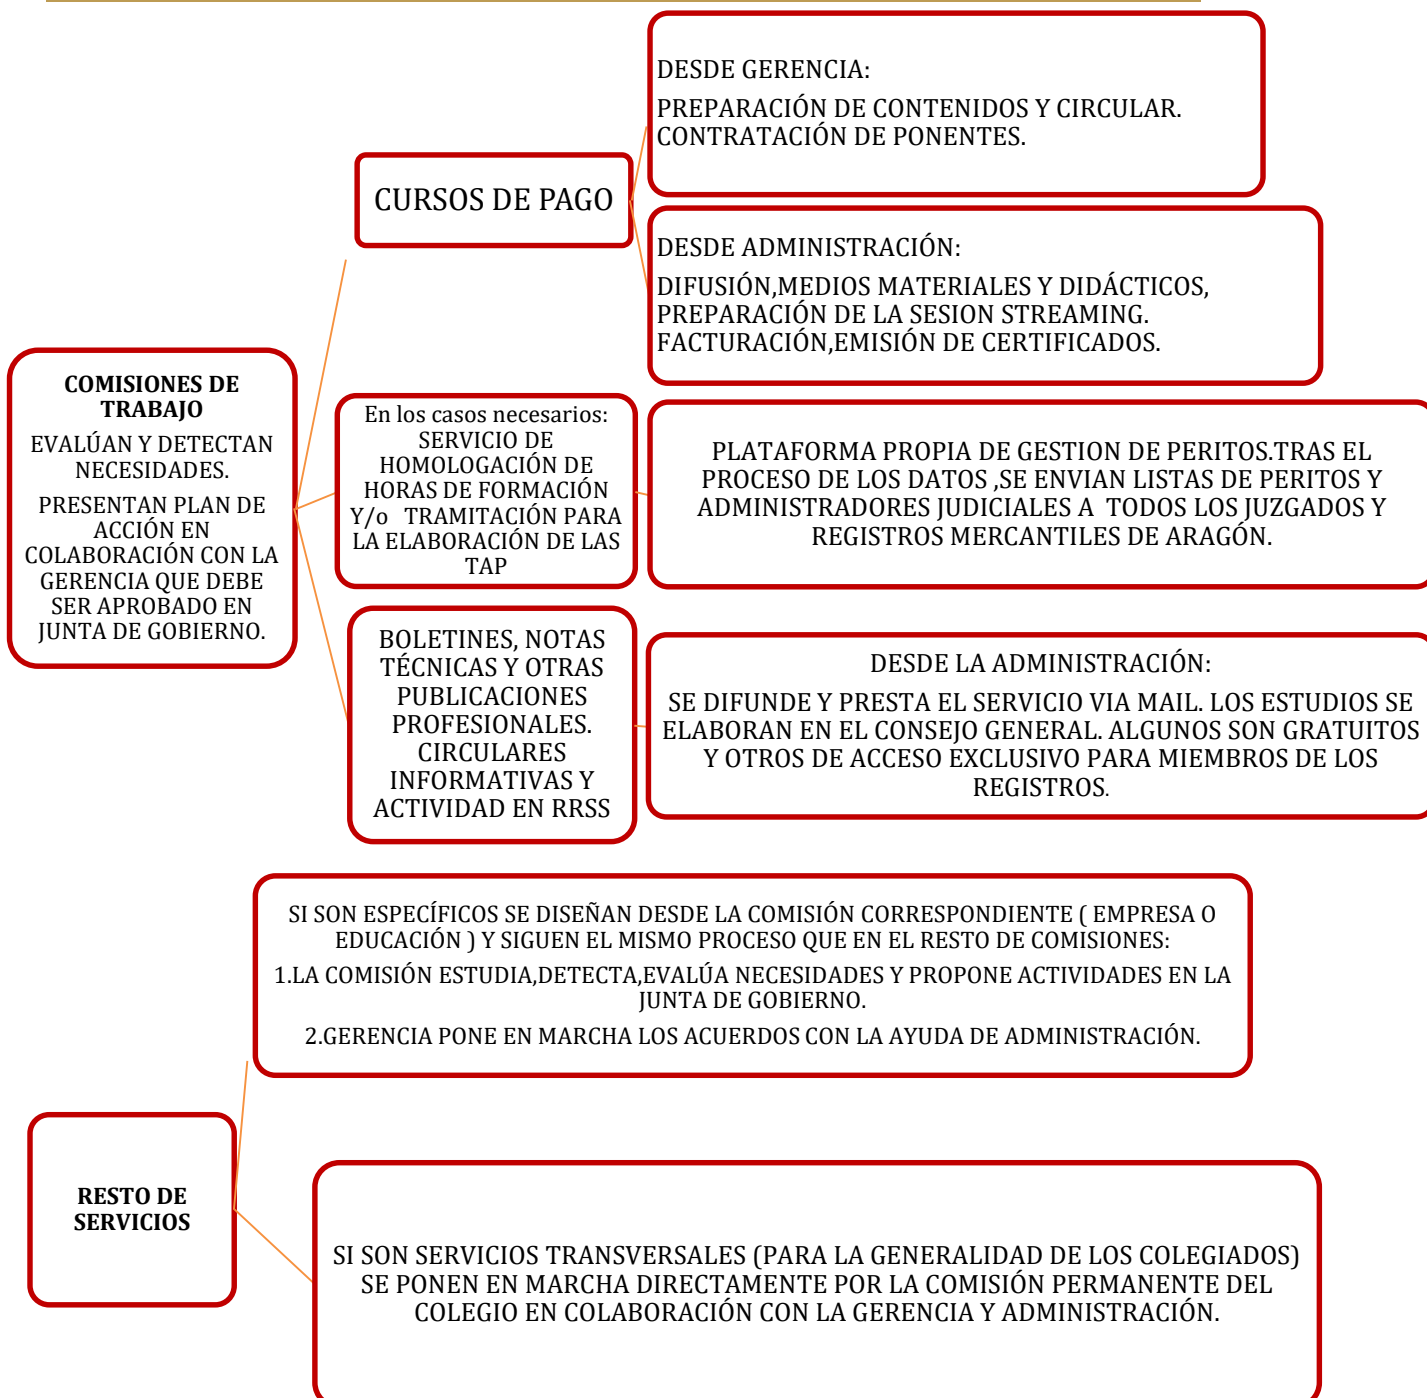 DESDE GERENCIA:
PREPARACIÓN DE CONTENIDOS Y CIRCULAR.
CONTRATACIÓN DE PONENTES.
CURSOS DE PAGO
DESDE ADMINISTRACIÓN:
DIFUSIÓN,MEDIOS MATERIALES Y DIDÁCTICOS,
PREPARACIÓN DE LA SESION STREAMING.
FACTURACIÓN,EMISIÓN DE CERTIFICADOS.
COMISIONES DE
TRABAJO
EVALÚAN Y DETECTAN
NECESIDADES.
PRESENTAN PLAN DE
ACCIÓN EN
COLABORACIÓN CON LA
GERENCIA QUE DEBE
SER APROBADO EN
JUNTA DE GOBIERNO.
En los casos necesarios:
SERVICIO DE
HOMOLOGACIÓN DE
HORAS DE FORMACIÓN
Y/o TRAMITACIÓN PARA
LA ELABORACIÓN DE LAS
TAP
PLATAFORMA PROPIA DE GESTION DE PERITOS.TRAS EL
PROCESO DE LOS DATOS ,SE ENVIAN LISTAS DE PERITOS Y
ADMINISTRADORES JUDICIALES A TODOS LOS JUZGADOS Y
REGISTROS MERCANTILES DE ARAGÓN.
BOLETINES, NOTAS
TÉCNICAS Y OTRAS
PUBLICACIONES
PROFESIONALES.
CIRCULARES
INFORMATIVAS Y
ACTIVIDAD EN RRSS
DESDE LA ADMINISTRACIÓN:
SE DIFUNDE Y PRESTA EL SERVICIO VIA MAIL. LOS ESTUDIOS SE
ELABORAN EN EL CONSEJO GENERAL. ALGUNOS SON GRATUITOS
Y OTROS DE ACCESO EXCLUSIVO PARA MIEMBROS DE LOS
REGISTROS.
SI SON ESPECÍFICOS SE DISEÑAN DESDE LA COMISIÓN CORRESPONDIENTE ( EMPRESA O
EDUCACIÓN ) Y SIGUEN EL MISMO PROCESO QUE EN EL RESTO DE COMISIONES:
1.LA COMISIÓN ESTUDIA,DETECTA,EVALÚA NECESIDADES Y PROPONE ACTIVIDADES EN LA
JUNTA DE GOBIERNO.
2.GERENCIA PONE EN MARCHA LOS ACUERDOS CON LA AYUDA DE ADMINISTRACIÓN.
RESTO DE
SERVICIOS
SI SON SERVICIOS TRANSVERSALES (PARA LA GENERALIDAD DE LOS COLEGIADOS)
SE PONEN EN MARCHA DIRECTAMENTE POR LA COMISIÓN PERMANENTE DEL
COLEGIO EN COLABORACIÓN CON LA GERENCIA Y ADMINISTRACIÓN.